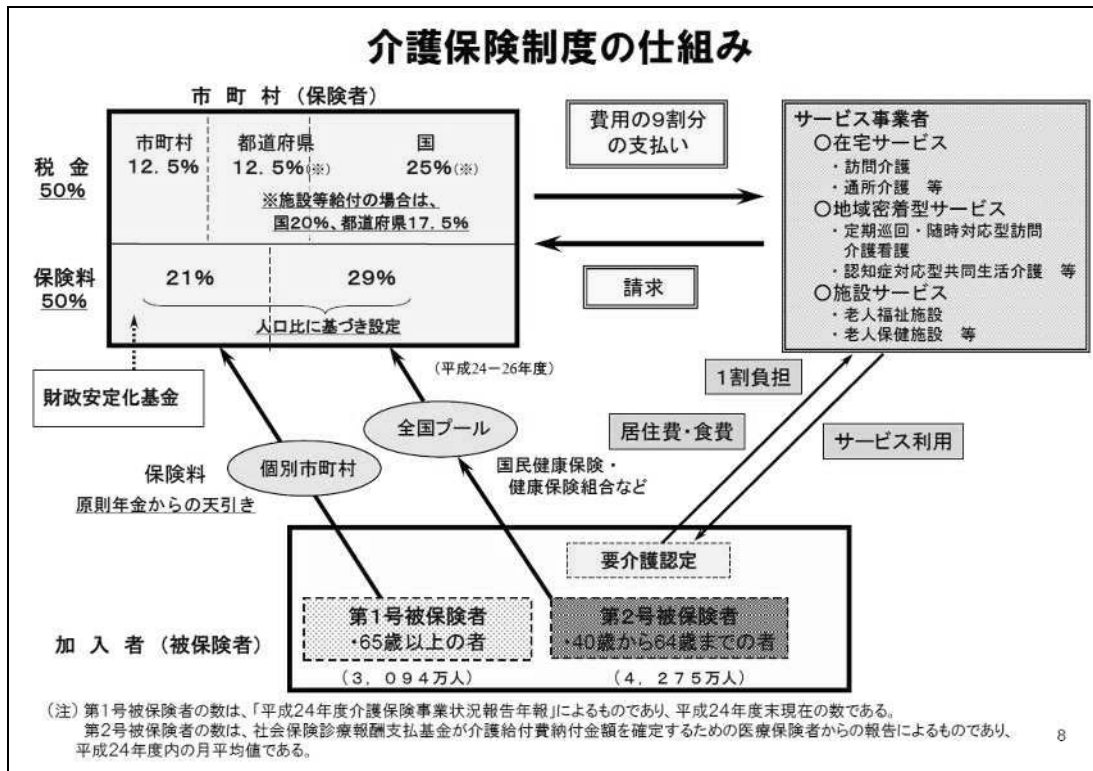 介護保険制度の仕組み
市 町 村 (保険者)
税 金
50%
市町村
12.5%
都道府県
12.5%(※)
国
25%(※)
※施設等給付の場合は、
国20%、都道府県17.5%
保険料
50%
21%
29%
人口比に基づき設定
財政安定化基金
(平成24-26年度)
費用の9割分
の支払い
請求
サービス事業者
○在宅サービス
・訪問介護
・通所介護 等
○地域密着型サービス
・定期巡回・随時対応型訪問
介護看護
・認知症対応型共同生活介護 等
○施設サービス
・老人福祉施設
・老人保健施設 等
1割負担
居住費・食費
サービス利用
全国プール
個別市町村
保険料
原則年金からの天引き
国民健康保険・
健康保険組合など
要介護認定
加 入 者 (被保険者)
第1号被保険者
・65歳以上の者
(3,094万人)
第2号被保険者
・40歳から64歳までの者
(4,275万人)
(注) 第1号被保険者の数は、「平成24年度介護保険事業状況報告年報」によるものであり、平成24年度末現在の数である。
第2号被保険者の数は、社会保険診療報酬支払基金が介護給付費納付金額を確定するための医療保険者からの報告によるものであり、
平成24年度内の月平均値である。
8